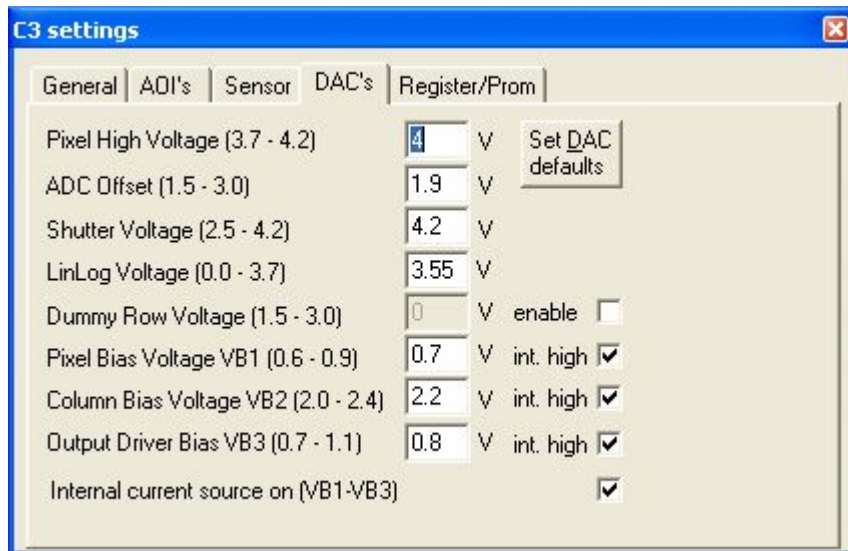 C3 settings
General AOI's Sensor DAC's Register/Prom
Pixel High Voltage (3.7 - 4.2) 4 V Set DAC defaults
ADC Offset (1.5 - 3.0) 1.9 V
Shutter Voltage (2.5 - 4.2) 4.2 V
LinLog Voltage (0.0 - 3.7) 3.55 V
Dummy Row Voltage (1.5 - 3.0) 0 V enable
Pixel Bias Voltage VB1 (0.6 - 0.9) 0.7 V int. high
Column Bias Voltage VB2 (2.0 - 2.4) 2.2 V int. high
Output Driver Bias VB3 (0.7 - 1.1) 0.8 V int. high
Internal current source on (VB1-VB3)